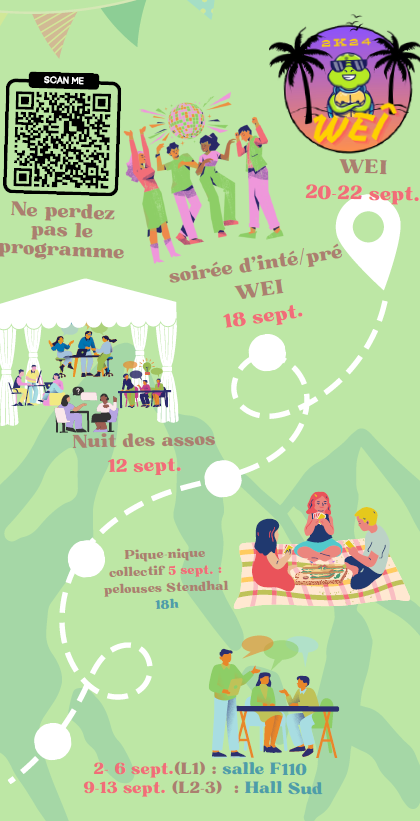 2K24
WEÎ
SCAN ME
WEI
20-22 sept.
Ne perdez
pas le
programme
soirée d'inté/pré
WEI
18 sept.
Nuit des assos
12 sept.
Pique-nique
collectif 5 sept. :
pelouses Stendhal
18h
2- 6 sept.(L1) : salle F110
9-13 sept. (L2-3) : Hall Sud